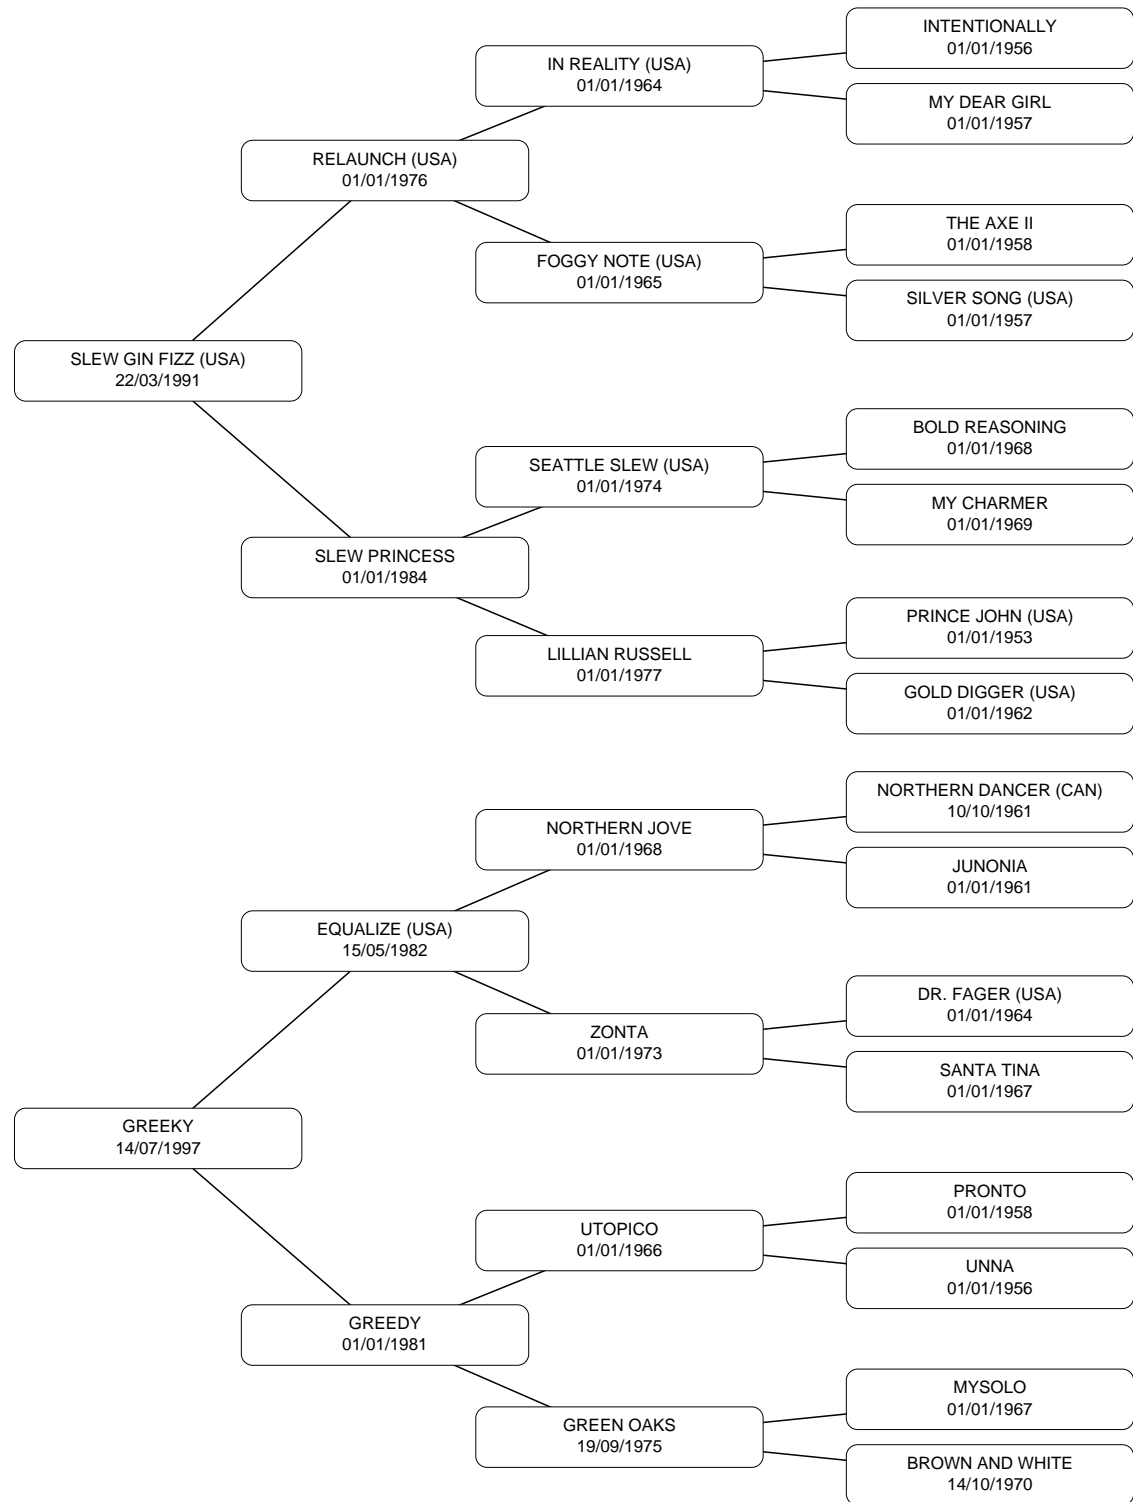 INTENTIONALLY
01/01/1956
IN REALITY (USA)
01/01/1964
MY DEAR GIRL
01/01/1957
RELAUNCH (USA)
01/01/1976
THE AXE II
01/01/1958
FOGGY NOTE (USA)
01/01/1965
SILVER SONG (USA)
01/01/1957
SLEW GIN FIZZ (USA)
22/03/1991
BOLD REASONING
01/01/1968
SEATTLE SLEW (USA)
01/01/1974
MY CHARMER
01/01/1969
SLEW PRINCESS
01/01/1984
PRINCE JOHN (USA)
01/01/1953
LILLIAN RUSSELL
01/01/1977
GOLD DIGGER (USA)
01/01/1962
NORTHERN DANCER (CAN)
10/10/1961
NORTHERN JOVE
01/01/1968
JUNONIA
01/01/1961
EQUALIZE (USA)
15/05/1982
DR. FAGER (USA)
01/01/1964
ZONTA
01/01/1973
SANTA TINA
01/01/1967
GREEKY
14/07/1997
PRONTO
01/01/1958
UTOPICO
01/01/1966
UNNA
01/01/1956
GREEDY
01/01/1981
MYSOLO
01/01/1967
GREEN OAKS
19/09/1975
BROWN AND WHITE
14/10/1970